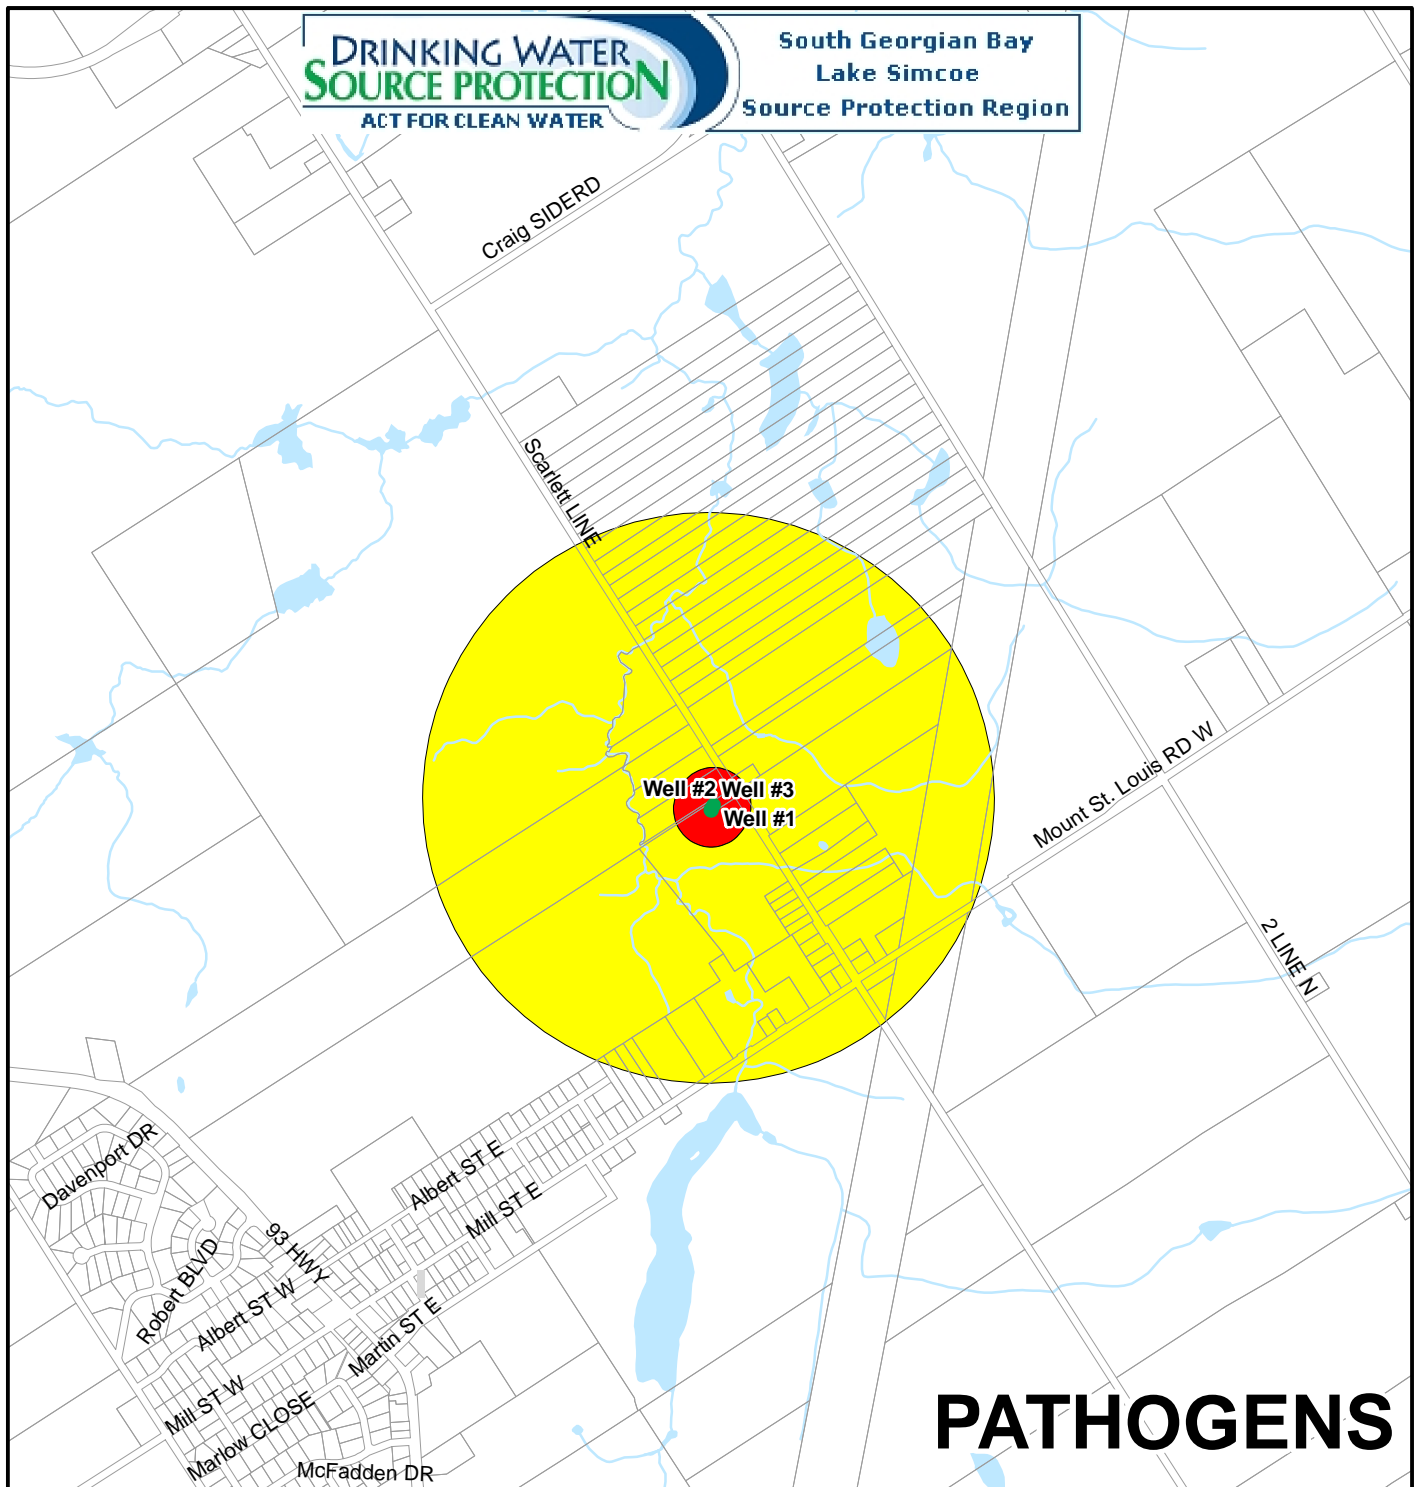 DRINKING WATER
SOURCE PROTECTION
ACT FOR CLEAN WATER
South Georgian Bay
Lake Simcoe
Source Protection Region
Craig SIDERD
Scarlett LINE
Well #2
Well #3
Well #1
Mount St. Louis RD W
2 LINE N
Davenport DR
Albert ST E
Mill ST E
93 HWY
Robert BLVD
Albert ST W
Martin ST E
Mill ST W
Marlow CLOSE
McFadden DR
PATHOGENS